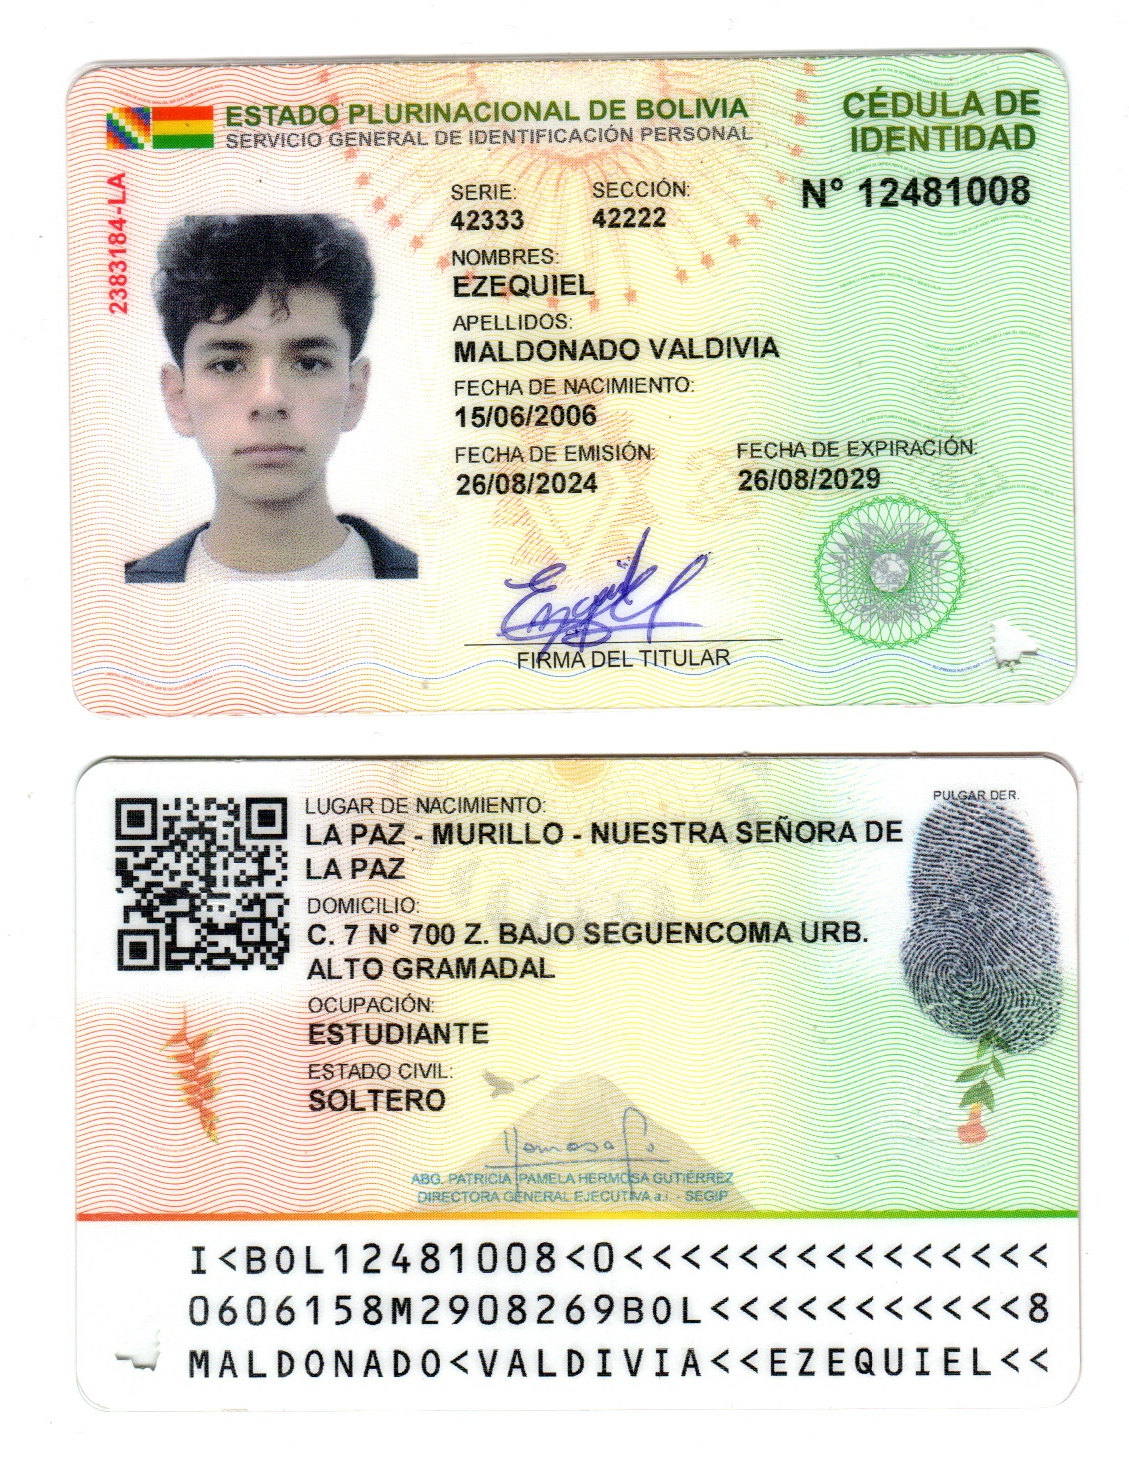 ESTADO PLURINACIONAL DE BOLIVIA
SERVICIO GENERAL DE IDENTIFICACIÓN PERSONAL
CÉDULA DE
IDENTIDAD
N° 12481008
2383184-LA
SERIE: SECCIÓN:
42333 42222
NOMBRES:
EZEQUIEL
APELLIDOS:
MALDONADO VALDIVIA
FECHA DE NACIMIENTO:
15/06/2006
FECHA DE EMISIÓN: FECHA DE EXPIRACIÓN:
26/08/2024 26/08/2029
Ezequiel
FIRMA DEL TITULAR
PULGAR DER.
LUGAR DE NACIMIENTO:
LA PAZ - MURILLO - NUESTRA SEÑORA DE
LA PAZ
DOMICILIO:
C. 7 N° 700 Z. BAJO SEGUENCOMA URB.
ALTO GRAMADAL
OCUPACIÓN:
ESTUDIANTE
ESTADO CIVIL:
SOLTERO
ABG. PATRICIA PAMELA HERMOSA GUTIÉRREZ
DIRECTORA GENERAL EJECUTIVA a.i. - SEGIP
I<BOL12481008<0<<<<<<<<<<<<<<<
0606158M2908269BOL<<<<<<<<<<<8
MALDONADO<VALDIVIA<<EZEQUIEL<<